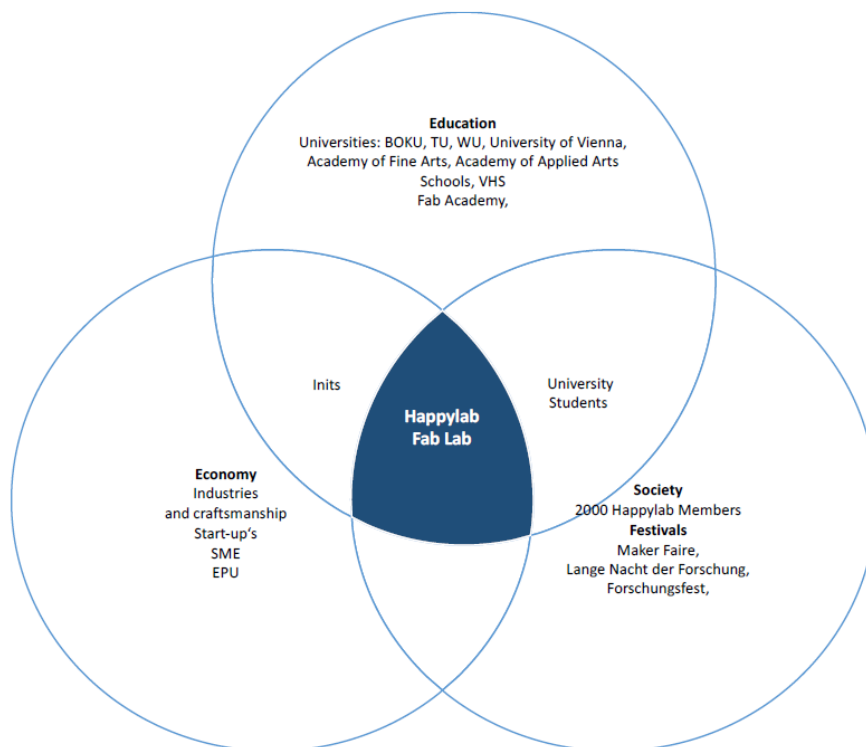 Education
Universities: BOKU, TU, WU, University of Vienna,
Academy of Fine Arts, Academy of Applied Arts
Schools, VHS
Fab Academy,
Inits
University
Students
Happylab
Fab Lab
Economy
Industries
and craftsmanship
Start-up‘s
SME
EPU
Society
2000 Happylab Members
Festivals
Maker Faire,
Lange Nacht der Forschung,
Forschungsfest,